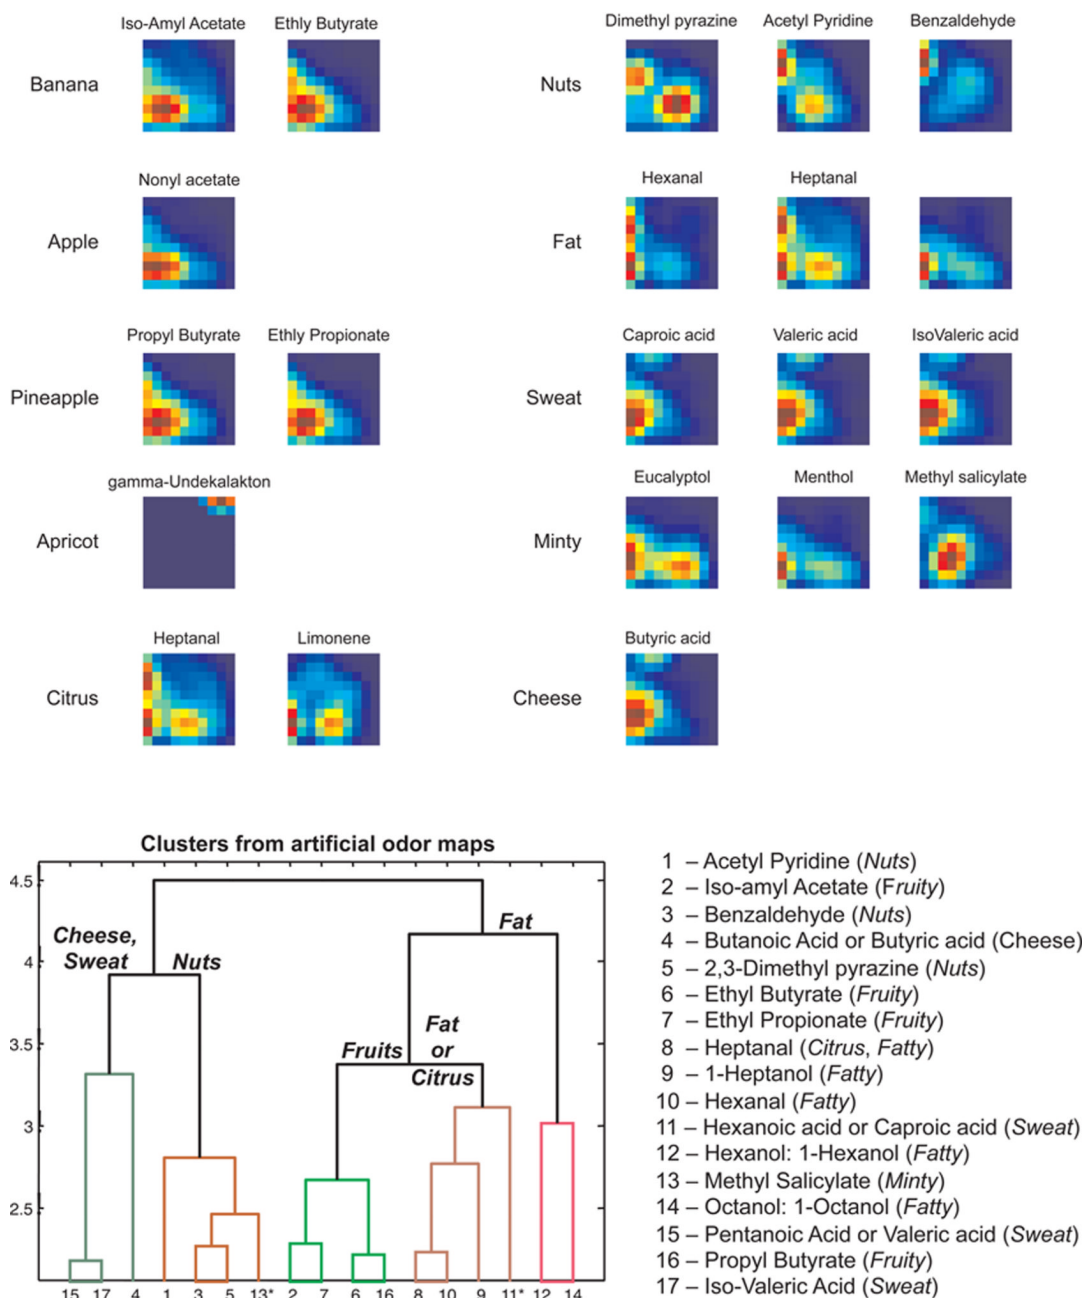 Iso-Amyl Acetate Ethly Butyrate
Banana
Nonyl acetate
Apple
Propyl Butyrate Ethly Propionate
Pineapple
gamma-Undekalakton
Apricot
Heptanal Limonene
Citrus
Dimethyl pyrazine Acetyl Pyridine Benzaldehyde
Nuts
Hexanal Heptanal
Fat
Caproic acid Valeric acid IsoValeric acid
Sweat
Eucalyptol Menthol Methyl salicylate
Minty
Butyric acid
Cheese
Clusters from artificial odor maps
4.5
4
3.5
3
2.5
Cheese,
Sweat
Nuts
Fat
Fruits
Fat
or
Citrus
15 17 4 1 3 5 13* 2 7 6 16 8 10 9 11* 12 14
1 – Acetyl Pyridine (Nuts)
2 – Iso-amyl Acetate (Fruity)
3 – Benzaldehyde (Nuts)
4 – Butanoic Acid or Butyric acid (Cheese)
5 – 2,3-Dimethyl pyrazine (Nuts)
6 – Ethyl Butyrate (Fruity)
7 – Ethyl Propionate (Fruity)
8 – Heptanal (Citrus, Fatty)
9 – 1-Heptanol (Fatty)
10 – Hexanal (Fatty)
11 – Hexanoic acid or Caproic acid (Sweat)
12 – Hexanol: 1-Hexanol (Fatty)
13 – Methyl Salicylate (Minty)
14 – Octanol: 1-Octanol (Fatty)
15 – Pentanoic Acid or Valeric acid (Sweat)
16 – Propyl Butyrate (Fruity)
17 – Iso-Valeric Acid (Sweat)